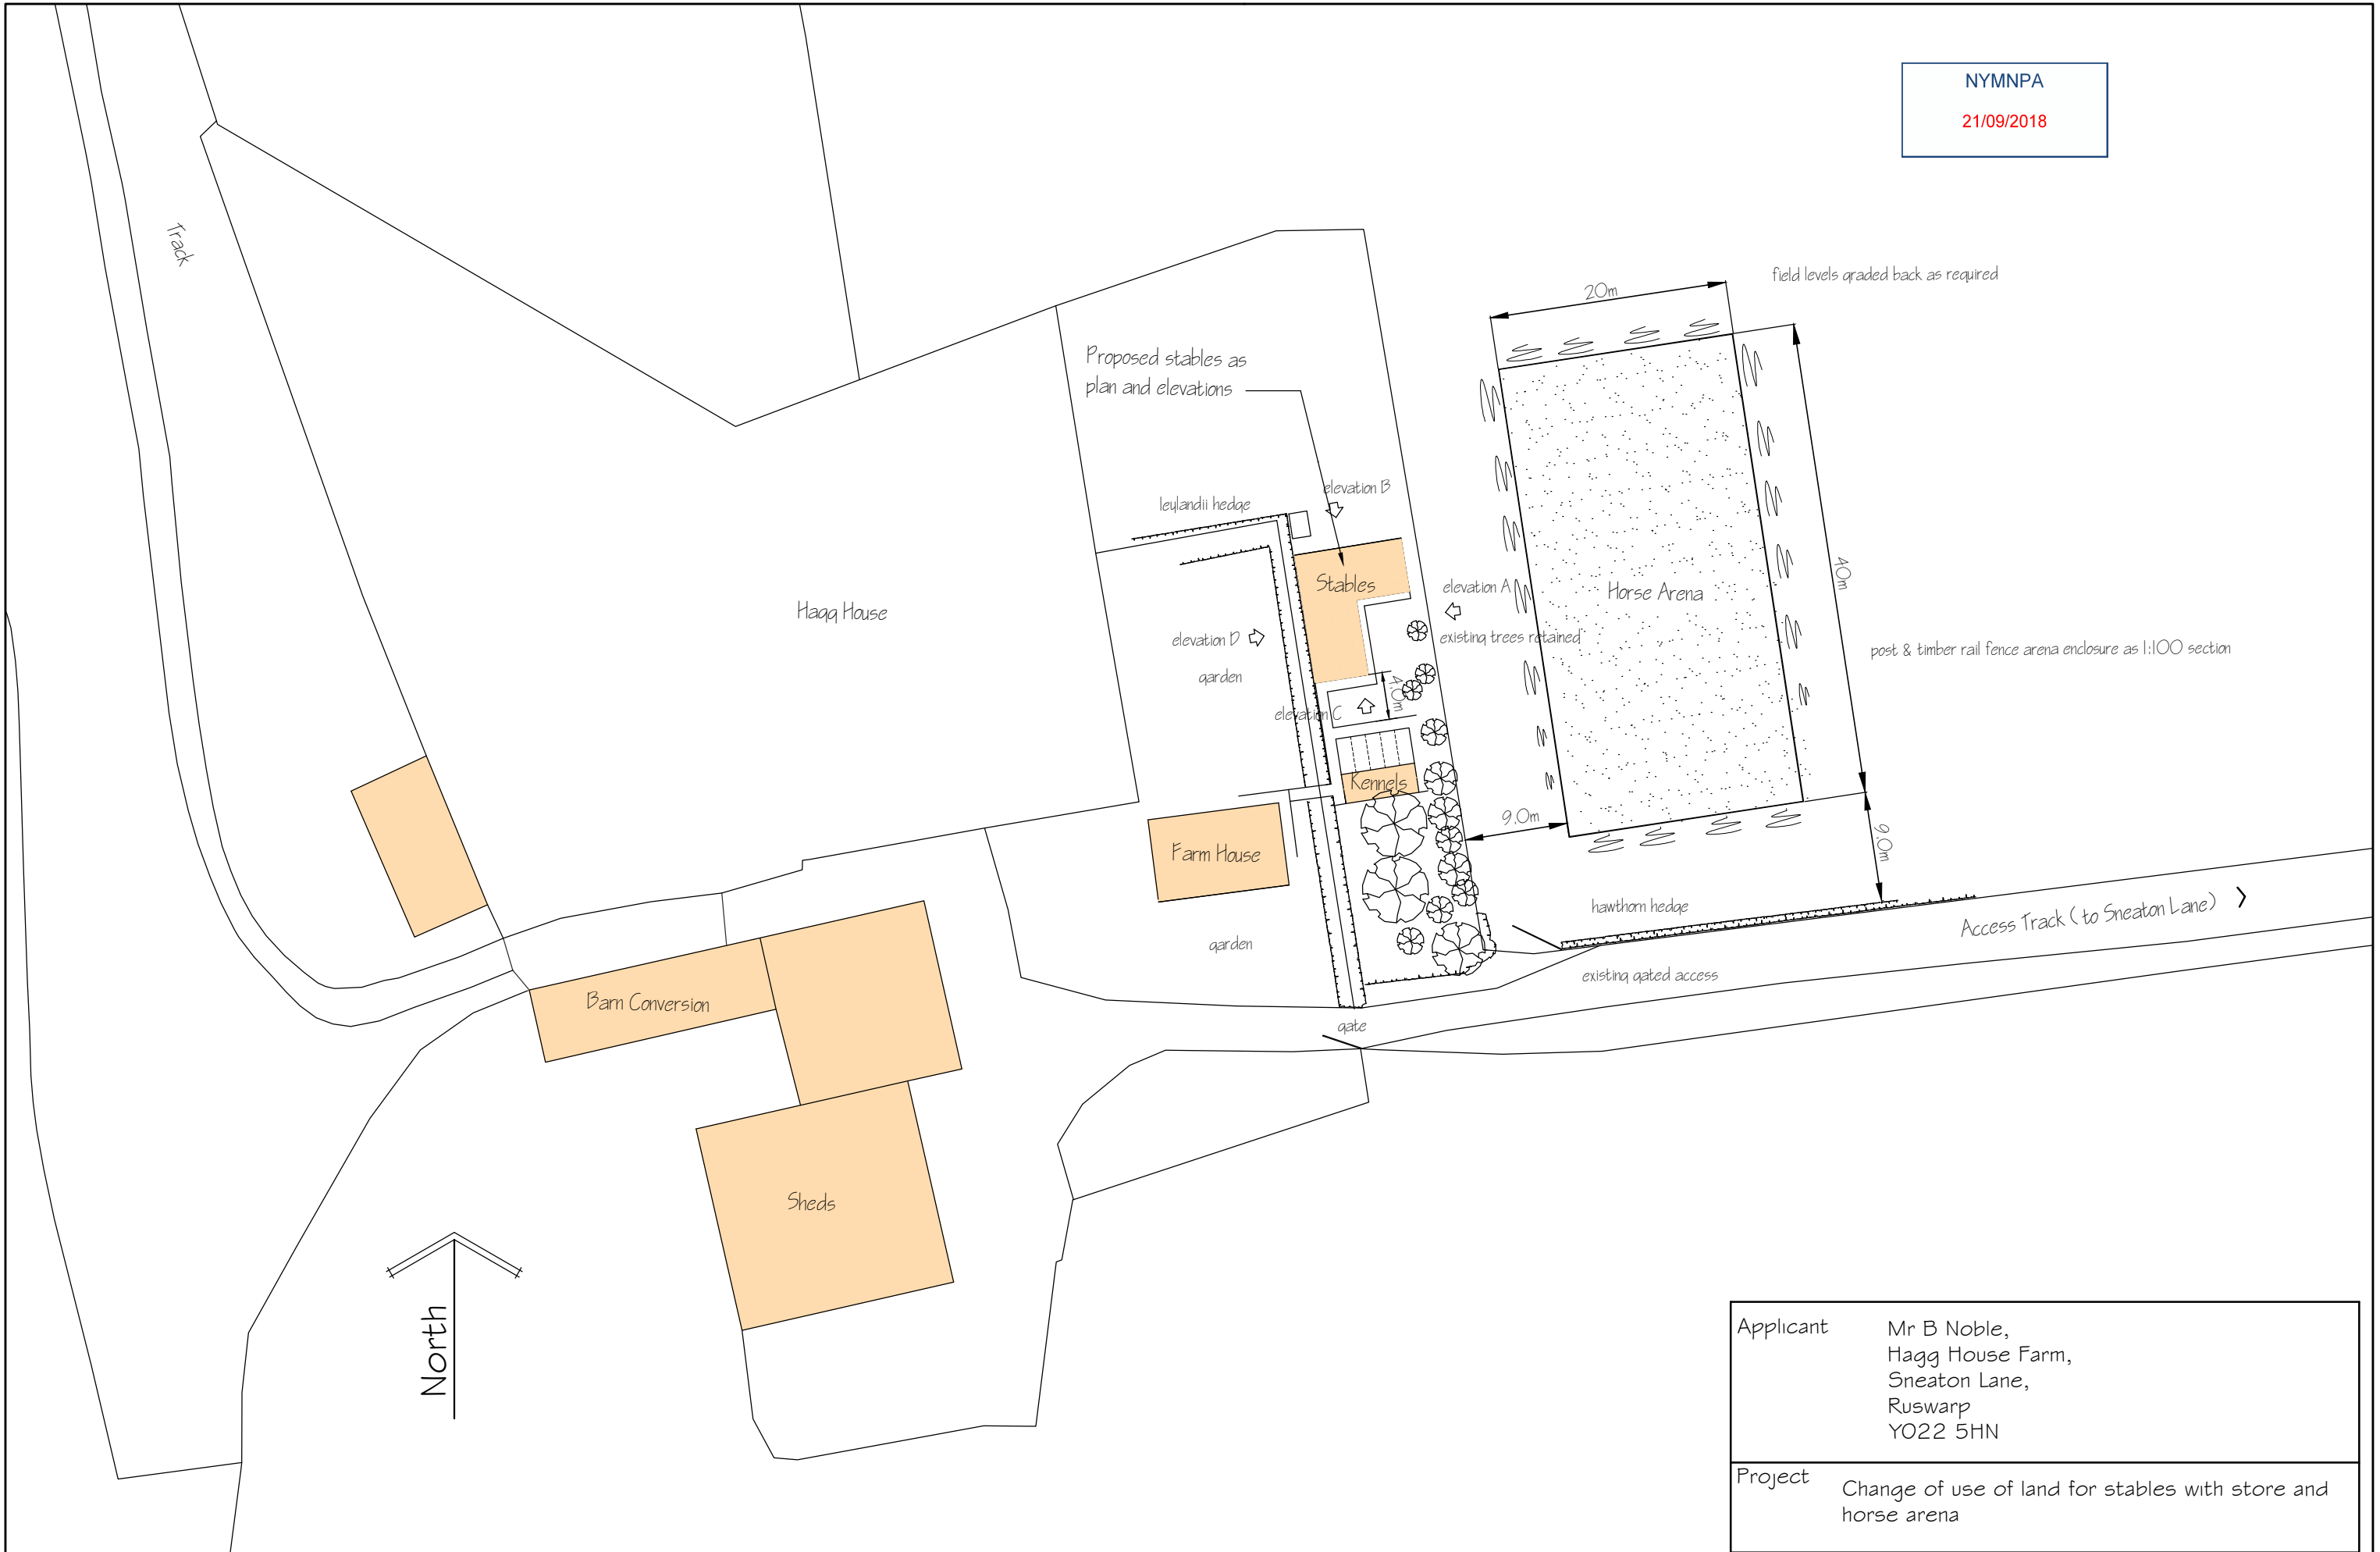 NYMNPA
21/09/2018
Track
field levels graded back as required
20m
Proposed stables as
plan and elevations
elevation B
leylandii hedge
Stables
elevation A
Horse Arena
40m
Hagg House
elevation D
existing trees retained
post & timber rail fence arena enclosure as 1:100 section
garden
4.0m
elevation C
Kennels
9.0m
Farm House
9.0m
hawthorn hedge
Access Track ( to Sneaton Lane)
garden
existing gated access
Barn Conversion
gate
Sheds
North
Applicant
Mr B Noble,
Hagg House Farm,
Sneaton Lane,
Ruswarp
YO22 5HN
Project
Change of use of land for stables with store and
horse arena